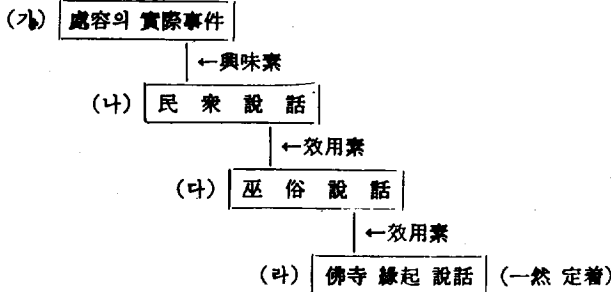 (가) 處容의 實際事件
←興味素
(나) 民衆說話
←效用素
(다) 巫俗說話
←效用素
(라) 佛寺 緣起 說話 (一然 定着)